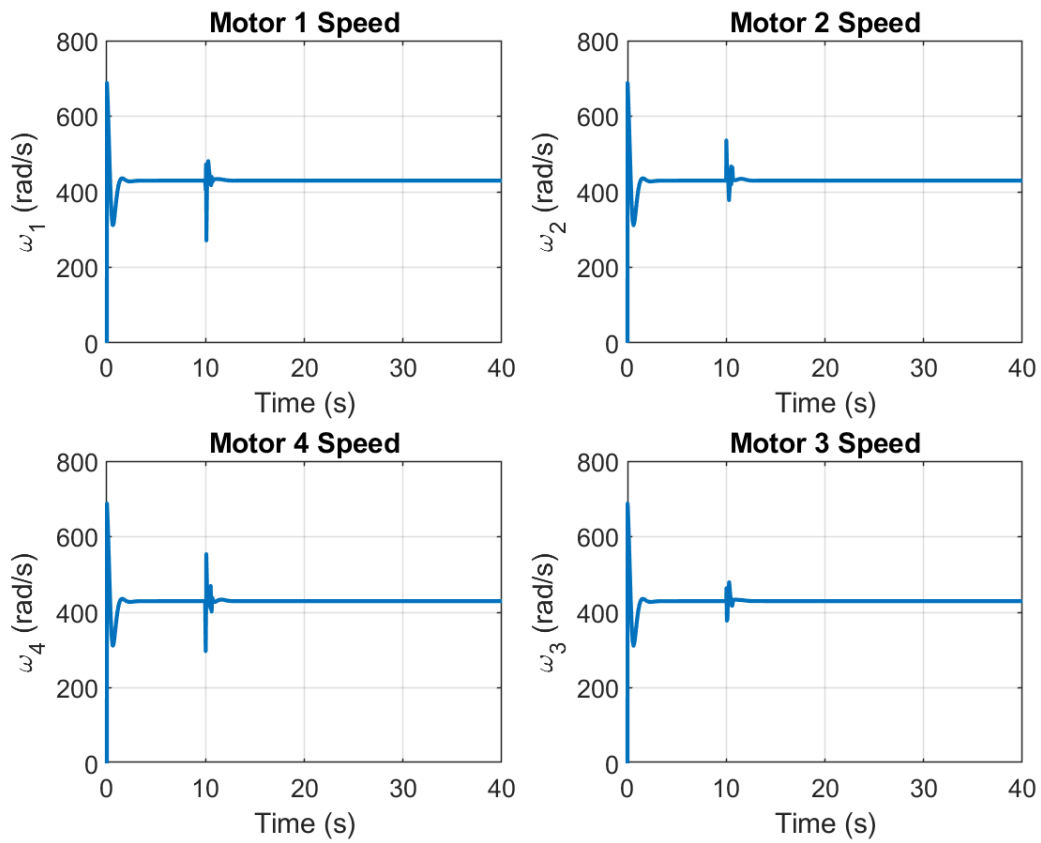 Motor 1 Speed
800
600
400
200
0
ω1 (rad/s)
0 10 20 30 40
Time (s)
Motor 2 Speed
800
600
400
200
0
ω2 (rad/s)
0 10 20 30 40
Time (s)
Motor 4 Speed
800
600
400
200
0
ω4 (rad/s)
0 10 20 30 40
Time (s)
Motor 3 Speed
800
600
400
200
0
ω3 (rad/s)
0 10 20 30 40
Time (s)